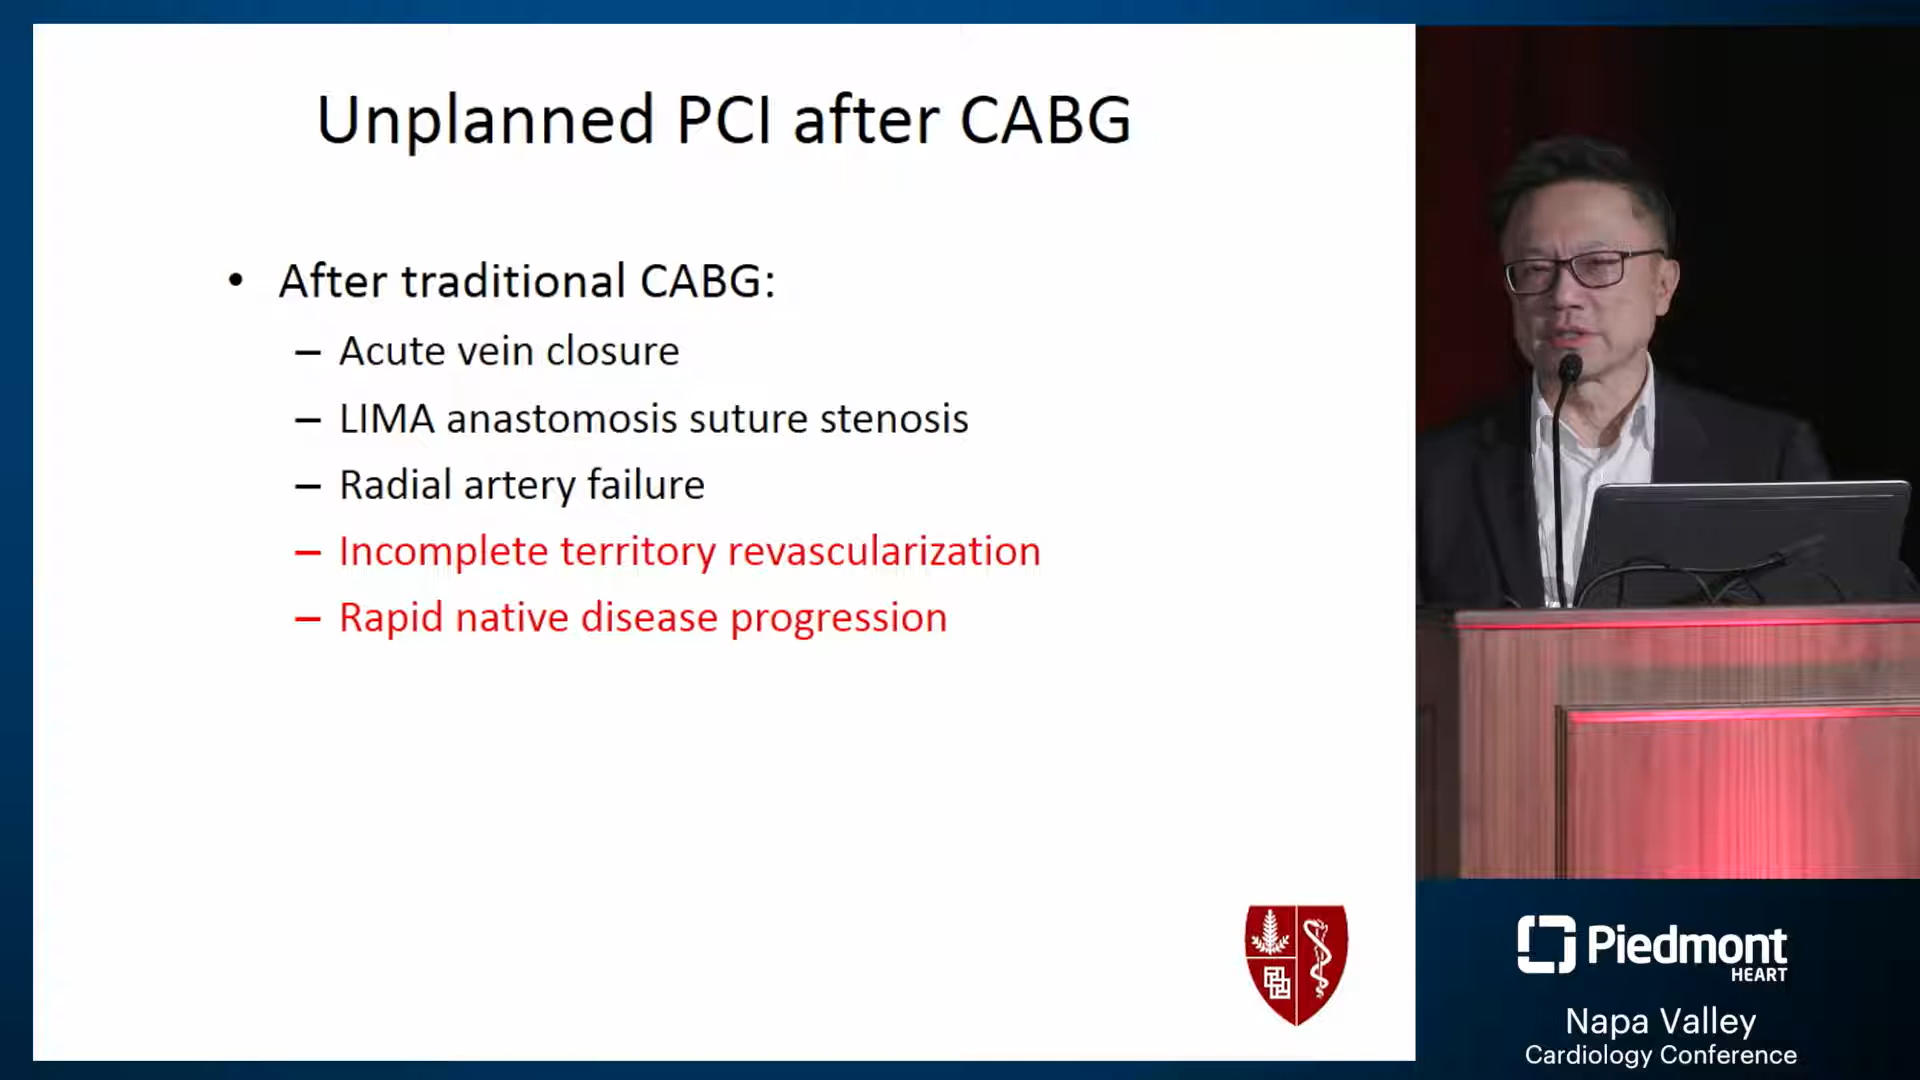 Unplanned PCI after CABG
• After traditional CABG:
– Acute vein closure
– LIMA anastomosis suture stenosis
– Radial artery failure
– Incomplete territory revascularization
– Rapid native disease progression
Piedmont
HEART
Napa Valley
Cardiology Conference